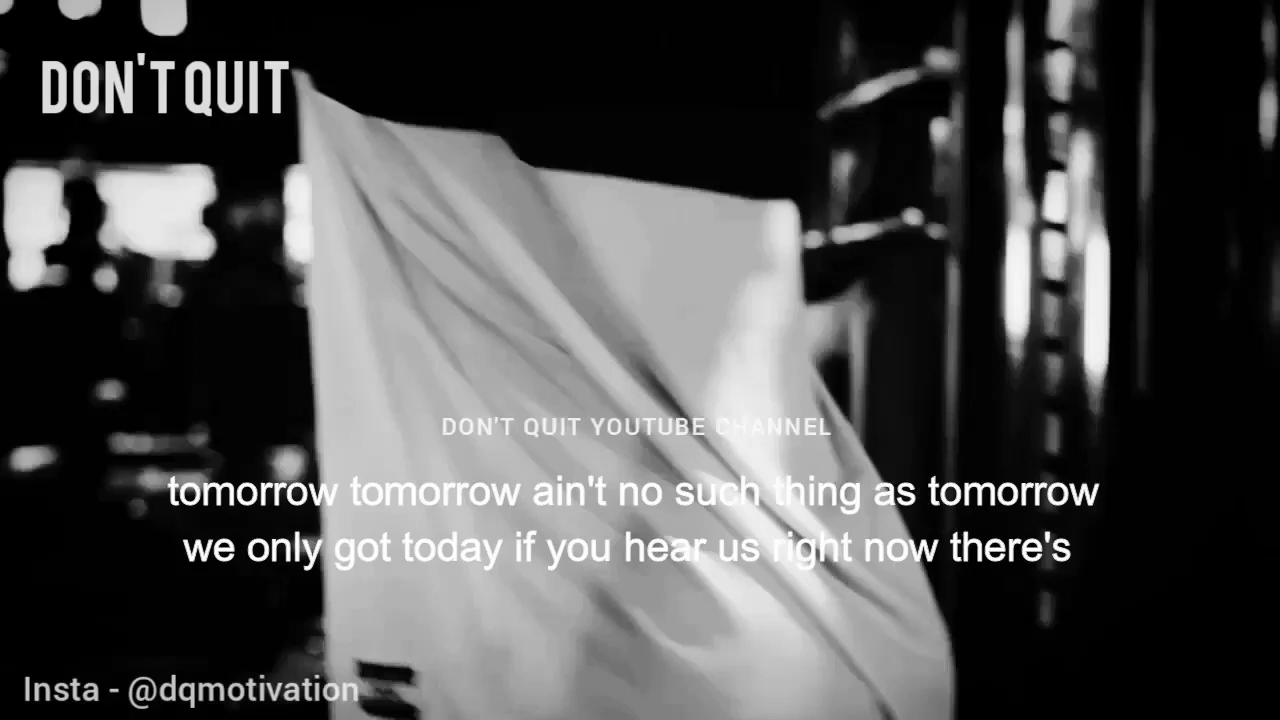 DON'T QUIT
DON'T QUIT YOUTUBE CHANNEL
tomorrow tomorrow ain't no such thing as tomorrow
we only got today if you hear us right now there's
Insta - @dqmotivation